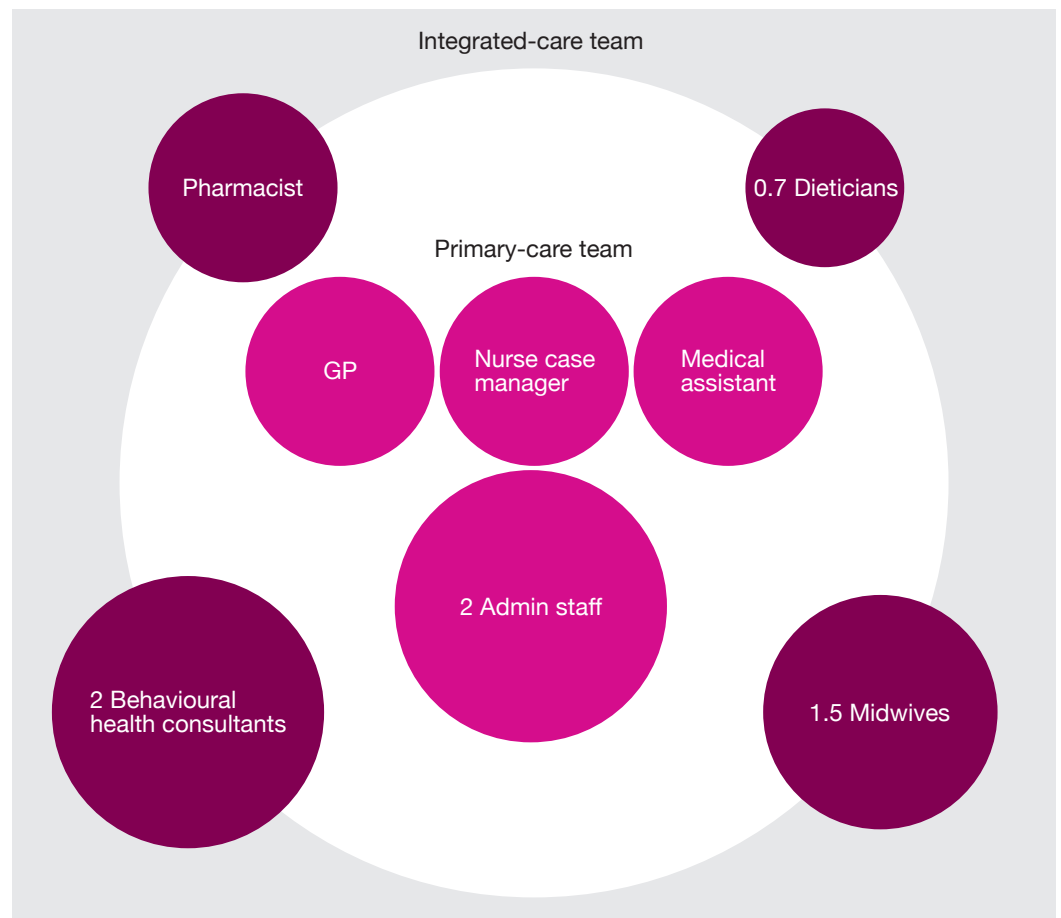 Integrated-care team
Pharmacist
0.7 Dieticians
Primary-care team
GP
Nurse case
manager
Medical
assistant
2 Admin staff
2 Behavioural
health consultants
1.5 Midwives